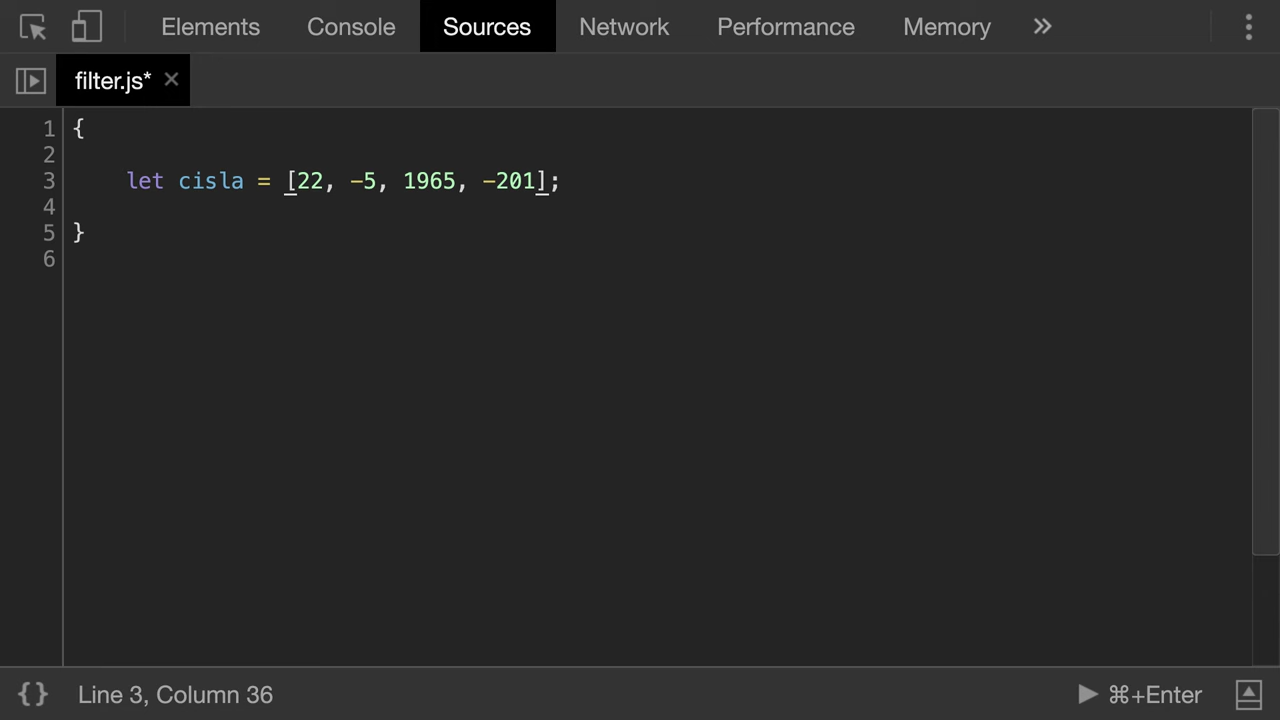 Elements Console Sources Network Performance Memory »
filter.js* ×
1 {
2
3 let cisla = [22, -5, 1965, -201];
4
5 }
6
{} Line 3, Column 36 ⌘+Enter